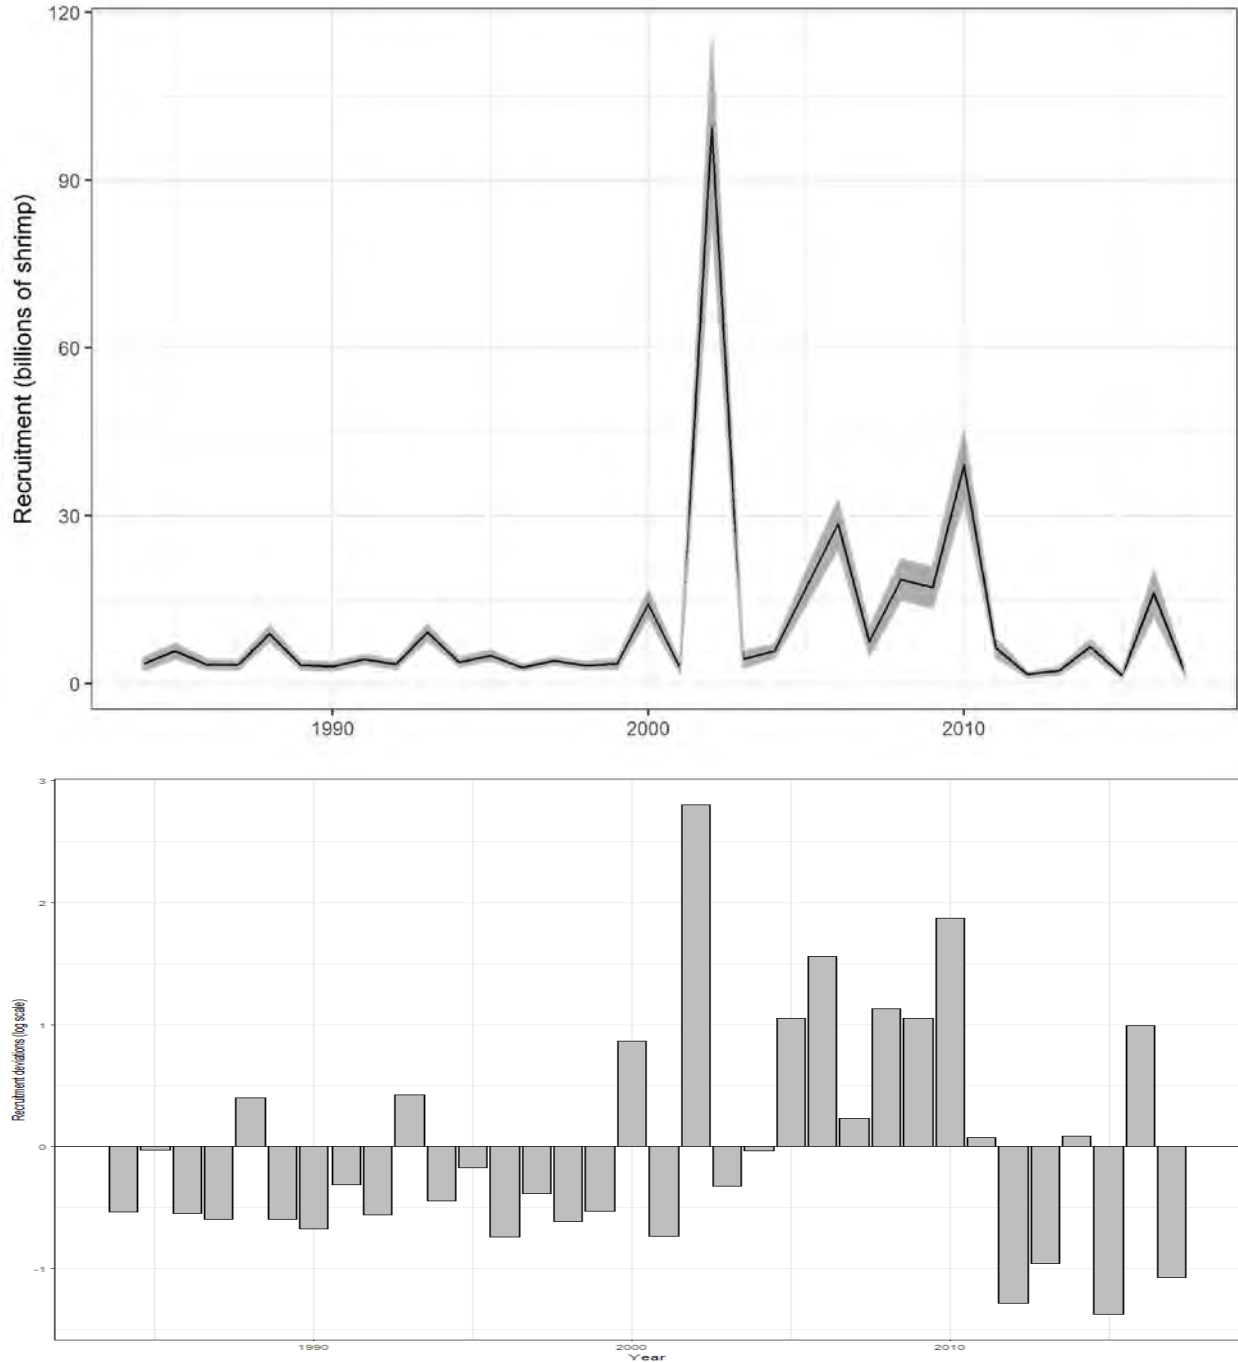 120
90
60
30
0
Recruitment (billions of shrimp)
1990 2000 2010
3
2
1
0
-1
Recruitment deviations (log scale)
1990 2000 2010
Year